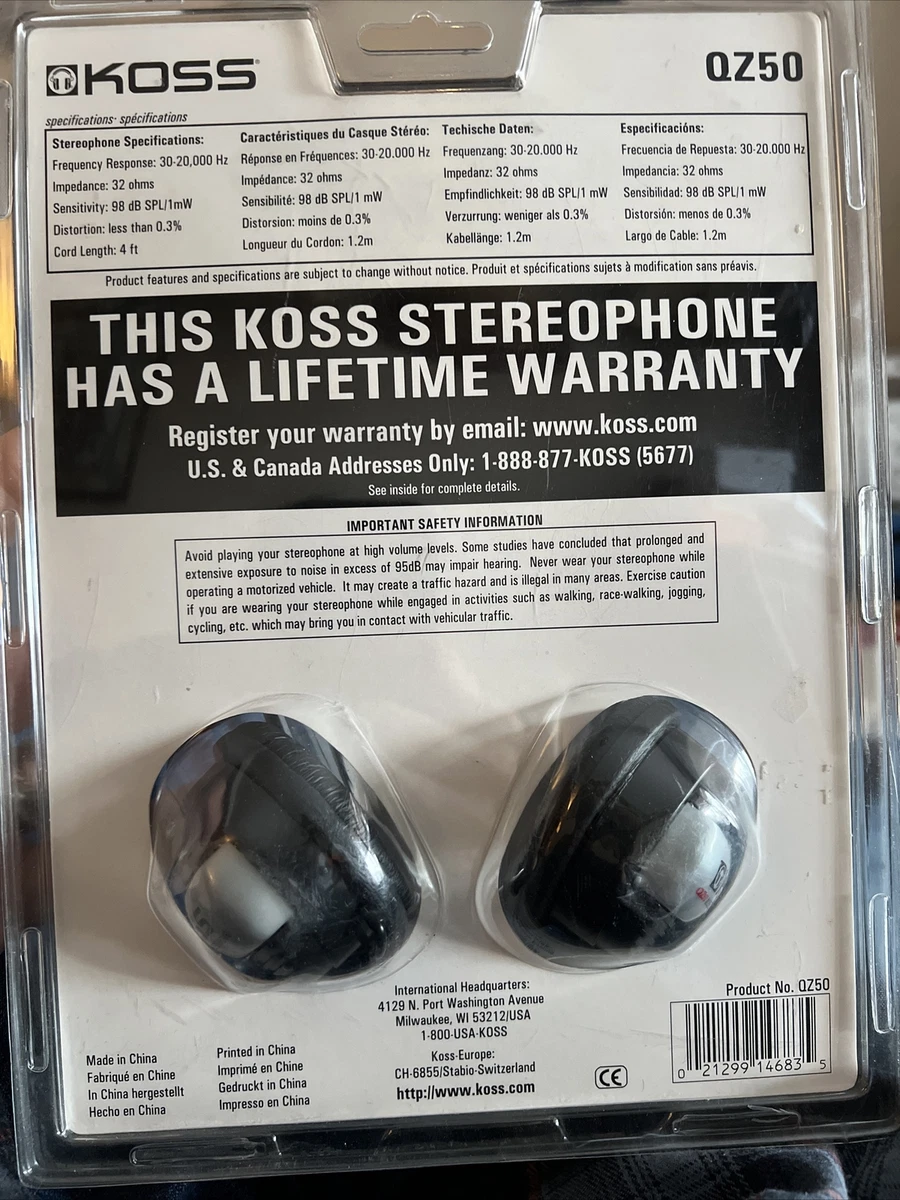 KOSS
QZ50
specifications· spécifications
Stereophone Specifications:
Frequency Response: 30-20,000 Hz
Impedance: 32 ohms
Sensitivity: 98 dB SPL/1mW
Distortion: less than 0.3%
Cord Length: 4 ft
Caractéristiques du Casque Stéréo:
Réponse en Fréquences: 30-20.000 Hz
Impédance: 32 ohms
Sensibilité: 98 dB SPL/1 mW
Distorsion: moins de 0.3%
Longueur du Cordon: 1.2m
Techische Daten:
Frequenzang: 30-20.000 Hz
Impedanz: 32 ohms
Empfindlichkeit: 98 dB SPL/1 mW
Verzurrung: weniger als 0.3%
Kabellänge: 1.2m
Especificacións:
Frecuencia de Repuesta: 30-20.000 Hz
Impedancia: 32 ohms
Sensibilidad: 98 dB SPL/1 mW
Distorsión: menos de 0.3%
Largo de Cable: 1.2m
Product features and specifications are subject to change without notice. Produit et spécifications sujets à modification sans préavis.
THIS KOSS STEREOPHONE
HAS A LIFETIME WARRANTY
Register your warranty by email: www.koss.com
U.S. & Canada Addresses Only: 1-888-877-KOSS (5677)
See inside for complete details.
IMPORTANT SAFETY INFORMATION
Avoid playing your stereophone at high volume levels. Some studies have concluded that prolonged and
extensive exposure to noise in excess of 95dB may impair hearing. Never wear your stereophone while
operating a motorized vehicle. It may create a traffic hazard and is illegal in many areas. Exercise caution
if you are wearing your stereophone while engaged in activities such as walking, race-walking, jogging,
cycling, etc. which may bring you in contact with vehicular traffic.
International Headquarters:
4129 N. Port Washington Avenue
Milwaukee, WI 53212/USA
1-800-USA-KOSS
Koss-Europe:
CH-6855/Stabio-Switzerland
http://www.koss.com
Made in China
Fabriqué en Chine
In China hergestellt
Hecho en China
Printed in China
Imprimé en Chine
Gedruckt in China
Impresso en China
CE
Product No. QZ50
0 21299 14683 5